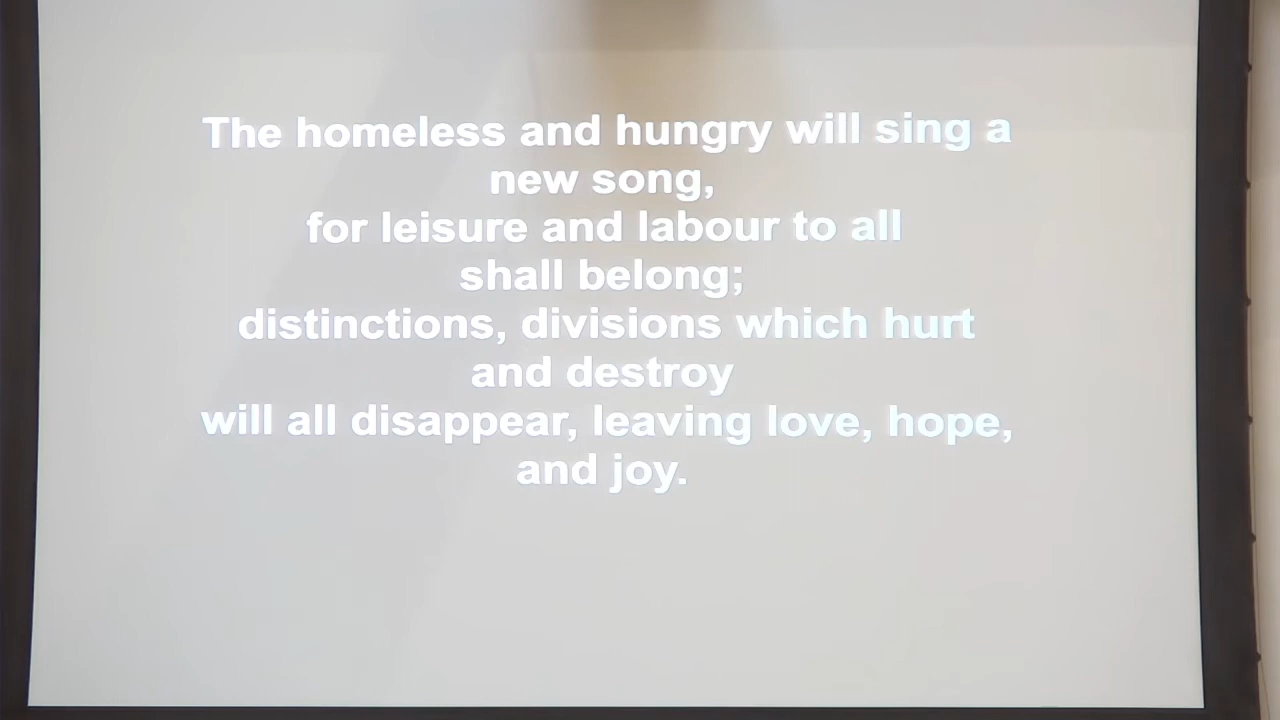 The homeless and hungry will sing a
new song,
for leisure and labour to all
shall belong;
distinctions, divisions which hurt
and destroy
will all disappear, leaving love, hope,
and joy.